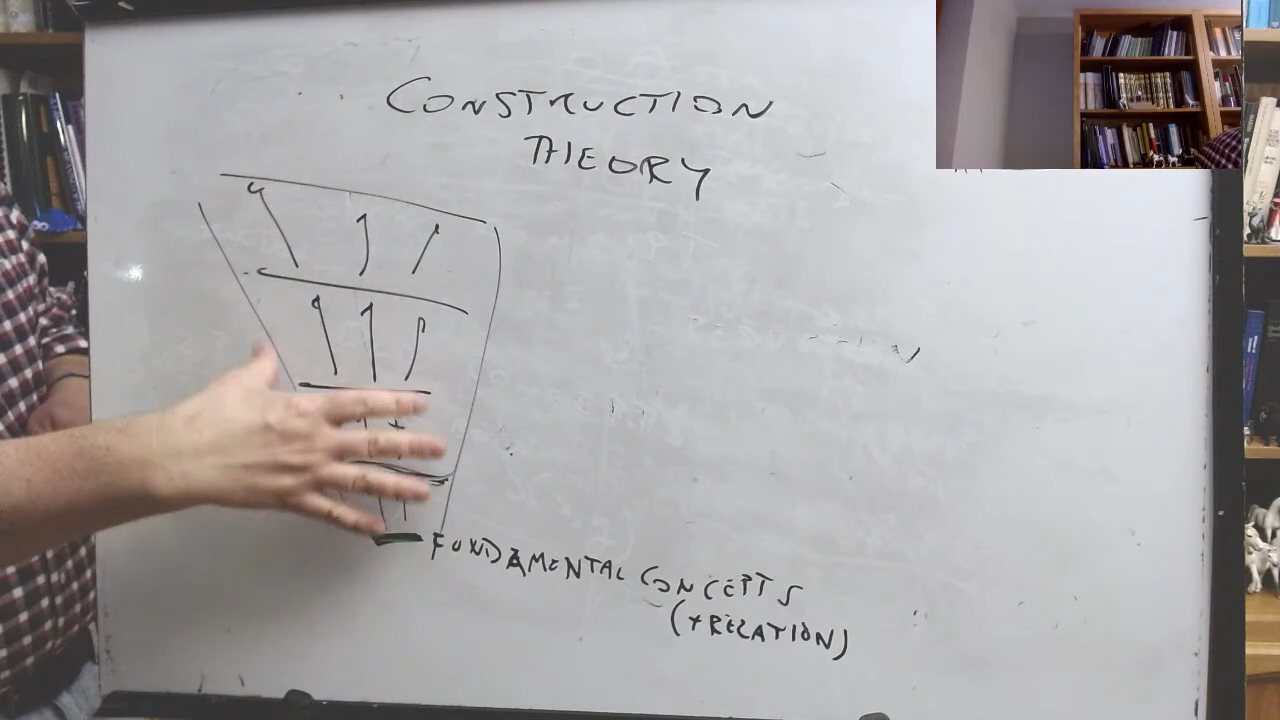 CONSTRUCTION
THEORY
FUNDAMENTAL CONCEPTS
(+RELATION)